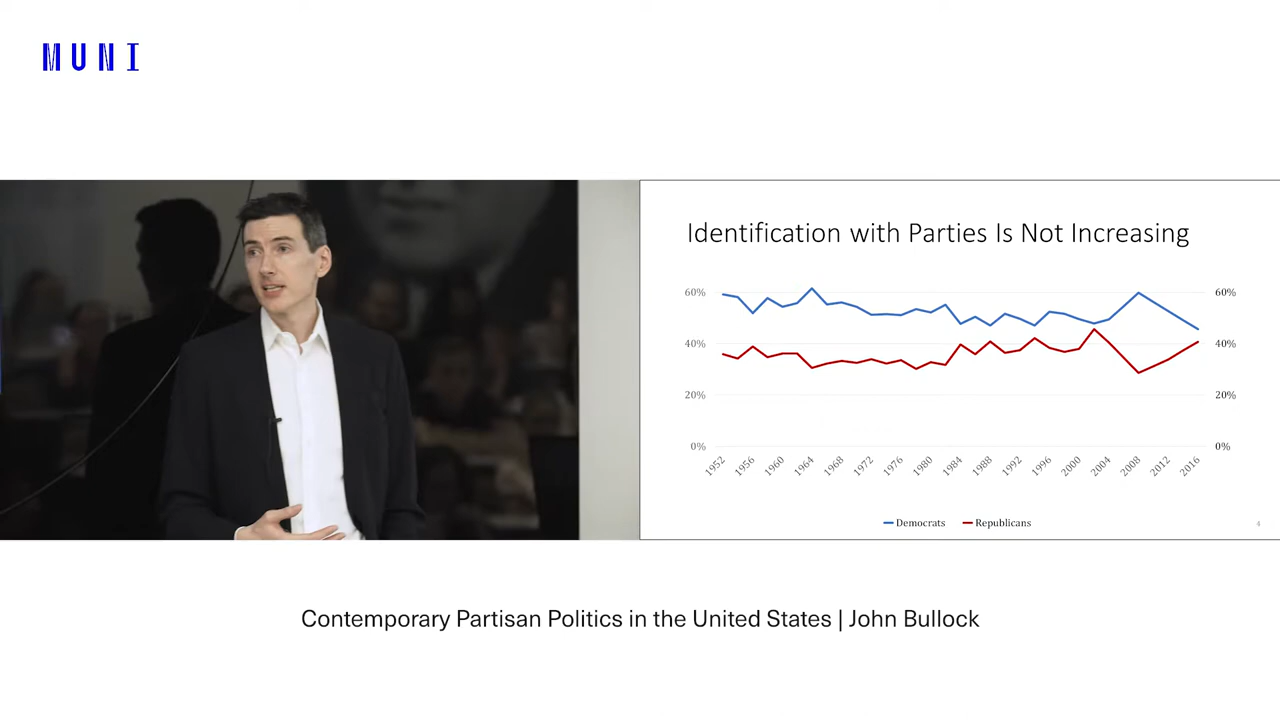 MUNI
Identification with Parties Is Not Increasing
60% 60%
40% 40%
20% 20%
0% 0%
1952 1956 1960 1964 1968 1972 1976 1980 1984 1988 1992 1996 2000 2004 2008 2012 2016
Democrats Republicans
4
Contemporary Partisan Politics in the United States | John Bullock